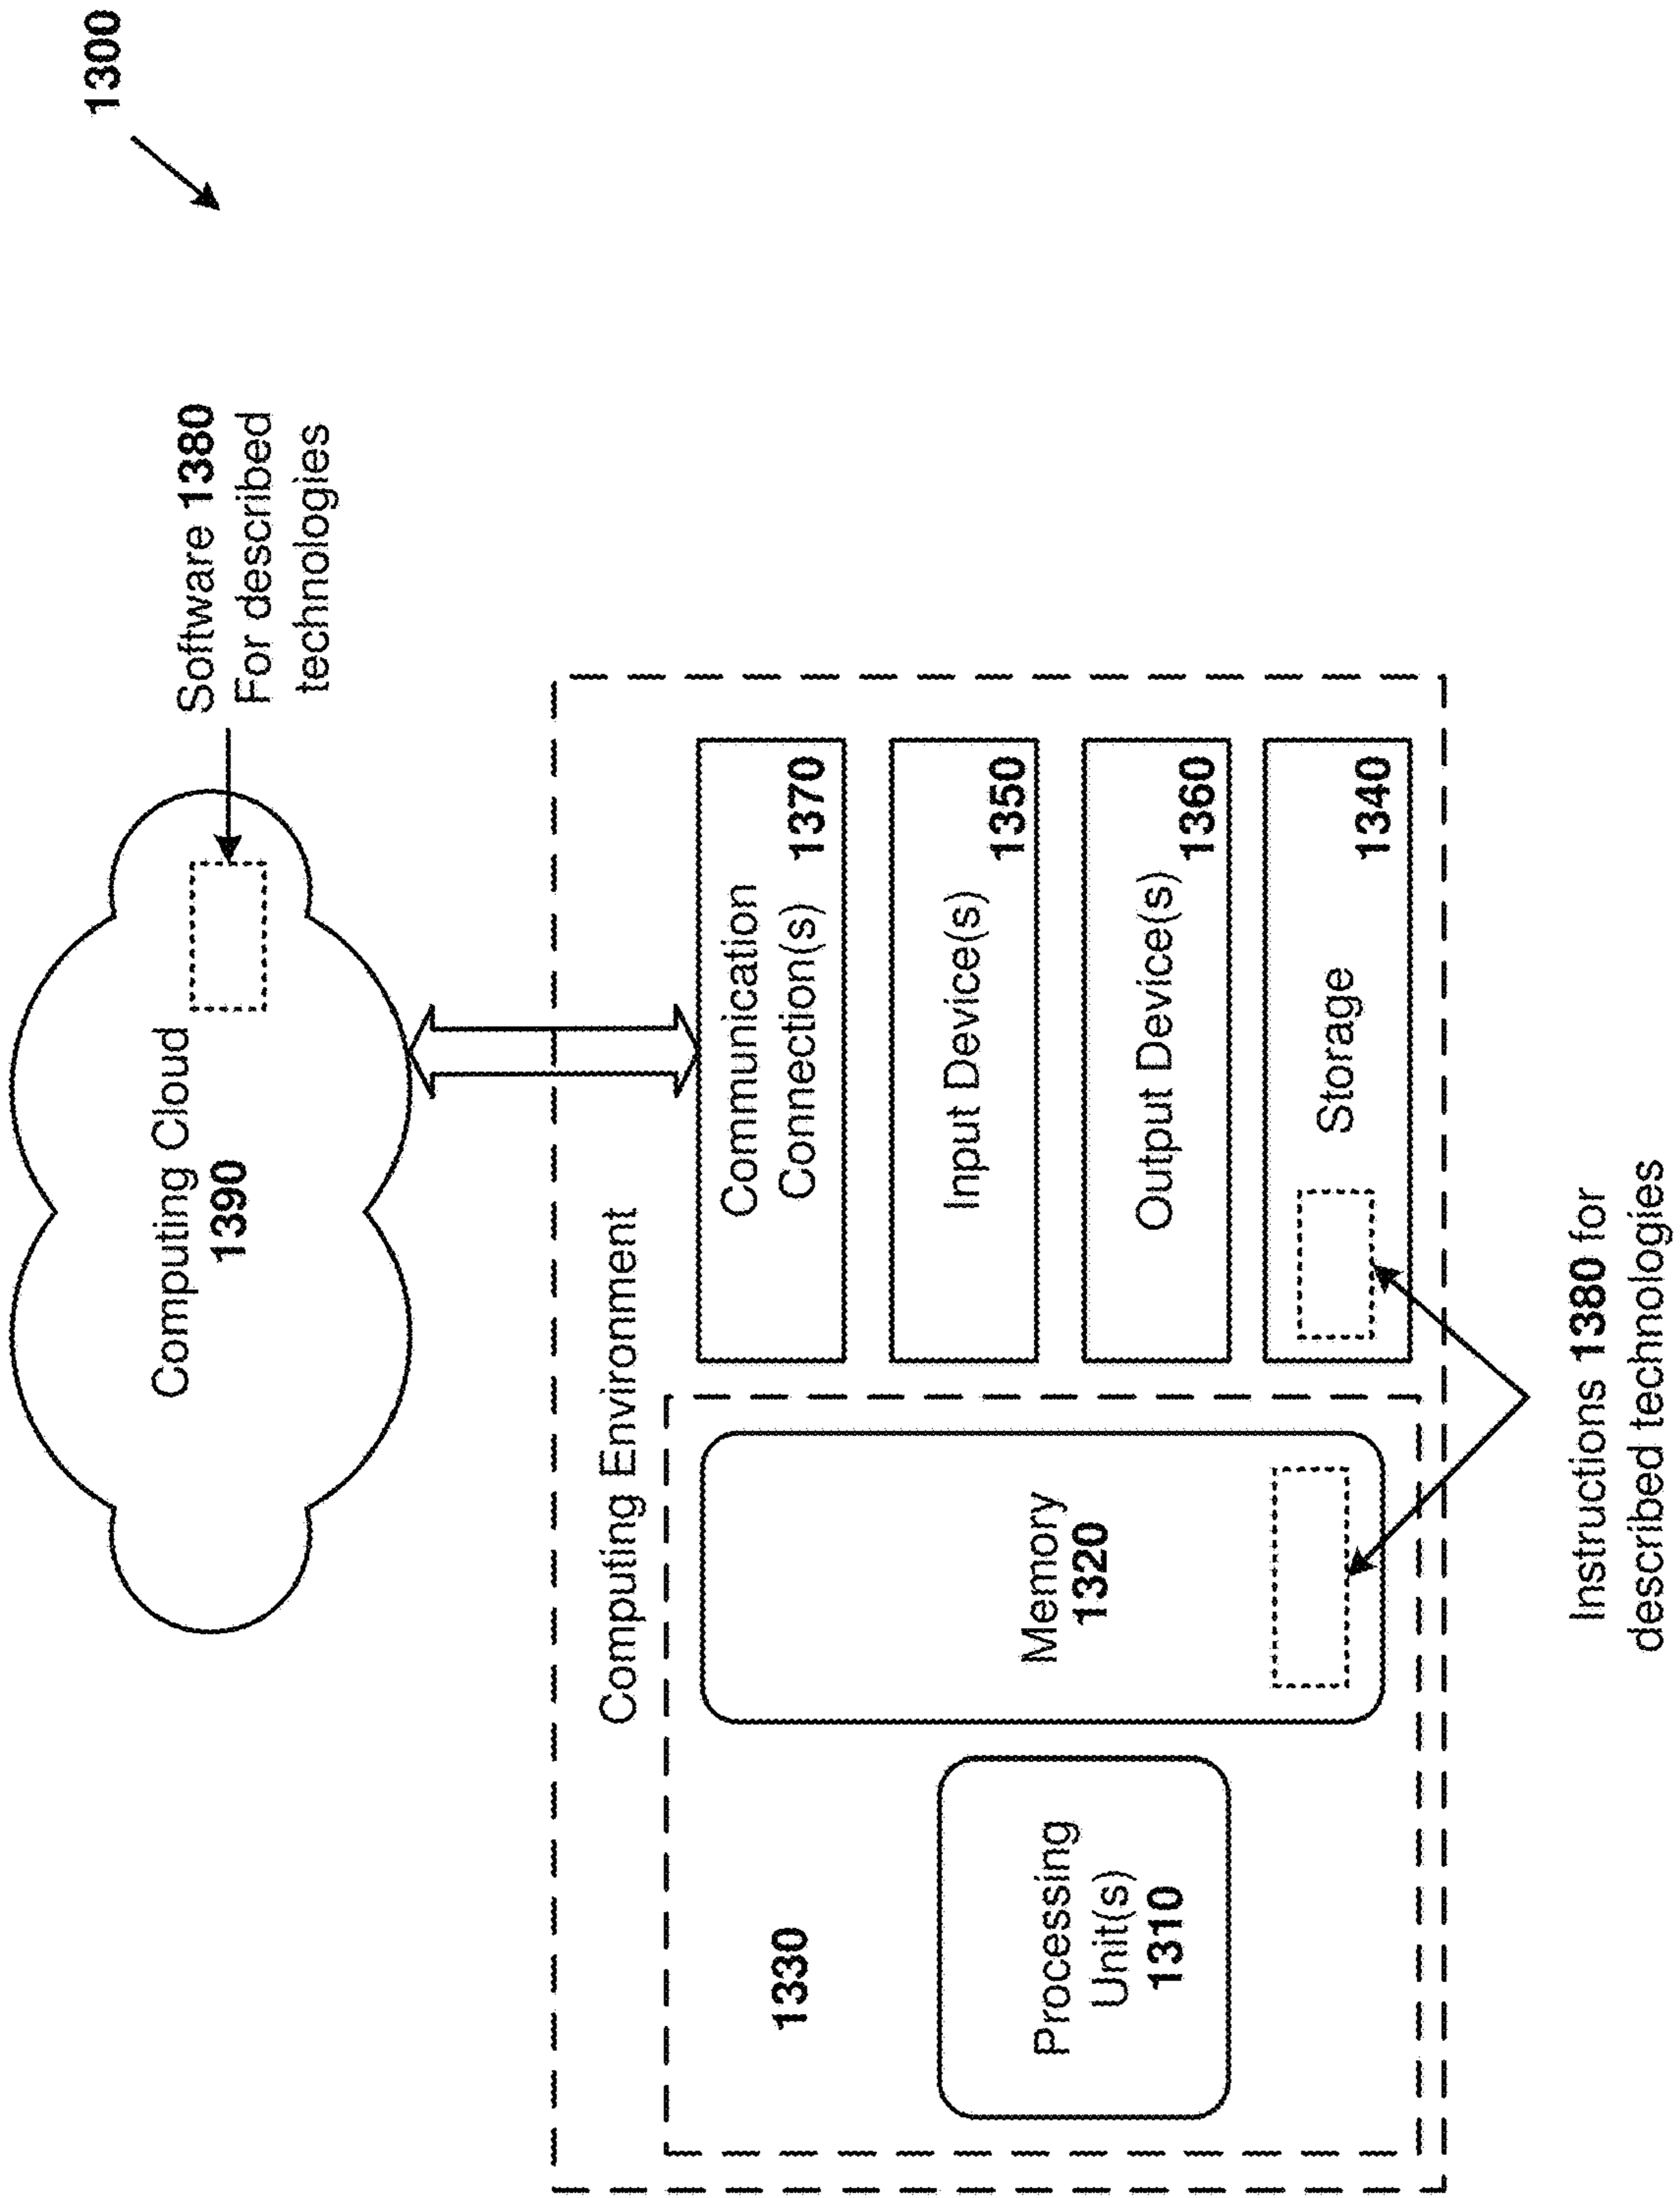 1300
Computing Cloud
1390
Software 1380
For described
technologies
Computing Environment
1330
Processing
Unit(s)
1310
Memory
1320
Communication
Connection(s) 1370
Input Device(s)
1350
Output Device(s)
1360
Storage
1340
Instructions 1380 for
described technologies